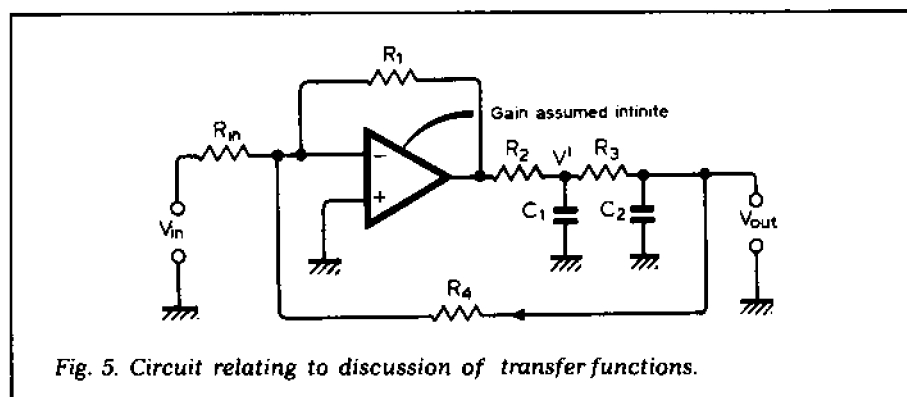 R1
Gain assumed infinite
Rin
R2
V'
R3
−
+
C1
C2
Vin
Vout
R4
Fig. 5. Circuit relating to discussion of transfer functions.